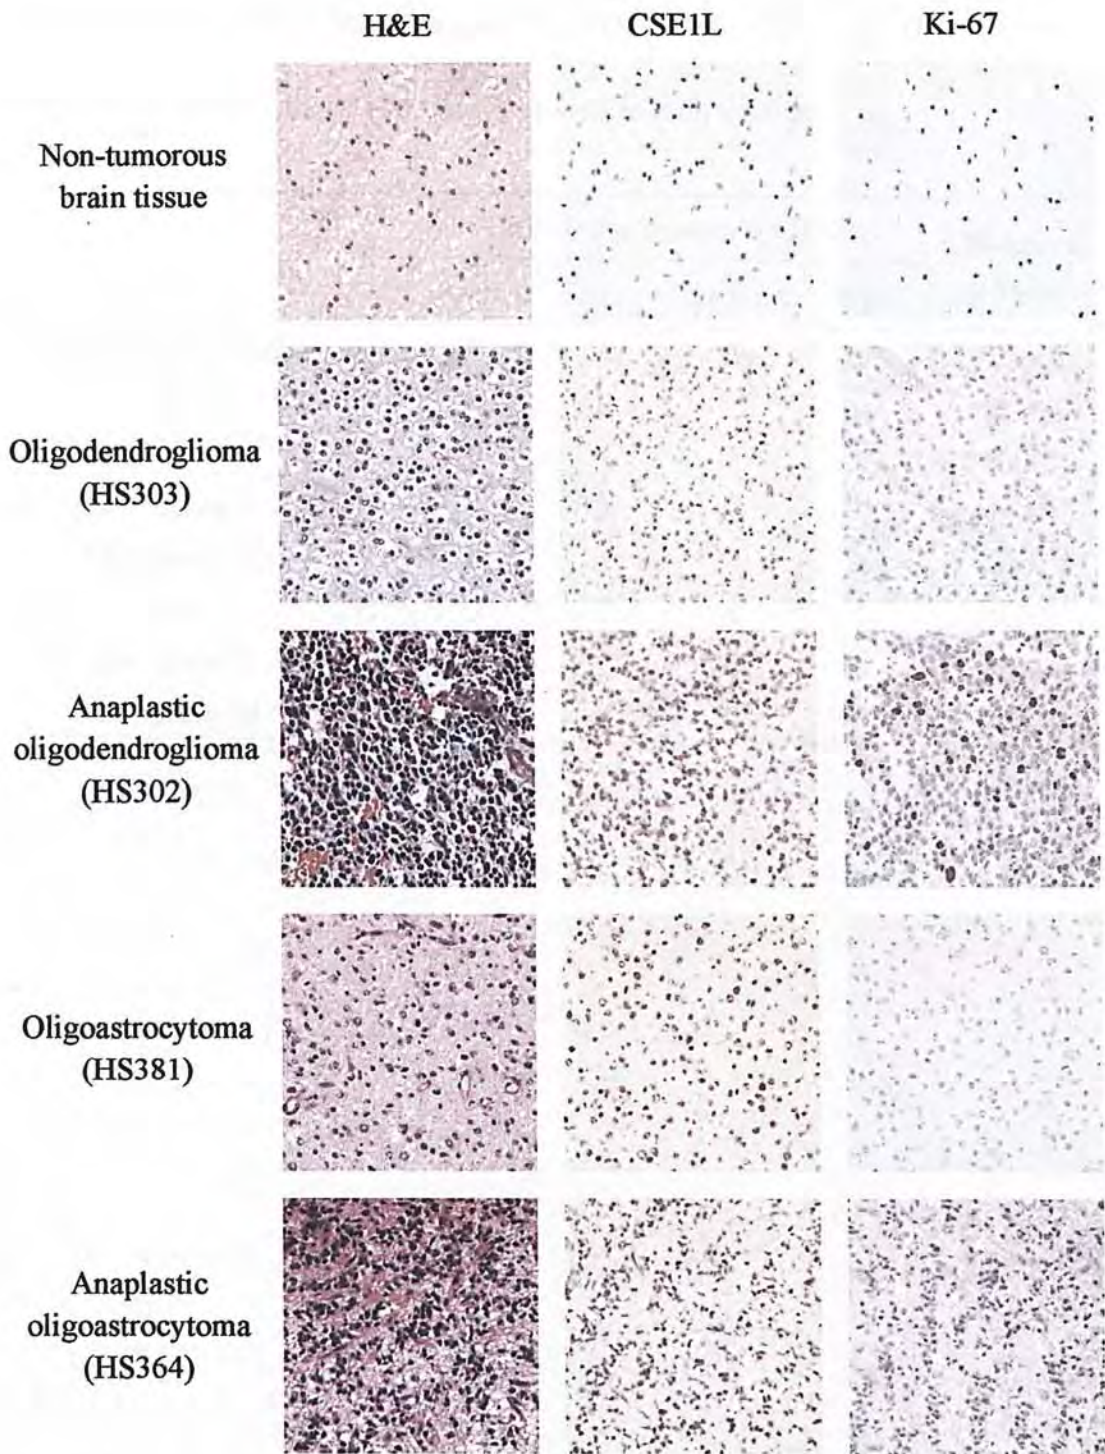 H&E CSE1L Ki-67
Non-tumorous
brain tissue
Oligodendroglioma
(HS303)
Anaplastic
oligodendroglioma
(HS302)
Oligoastrocytoma
(HS381)
Anaplastic
oligoastrocytoma
(HS364)